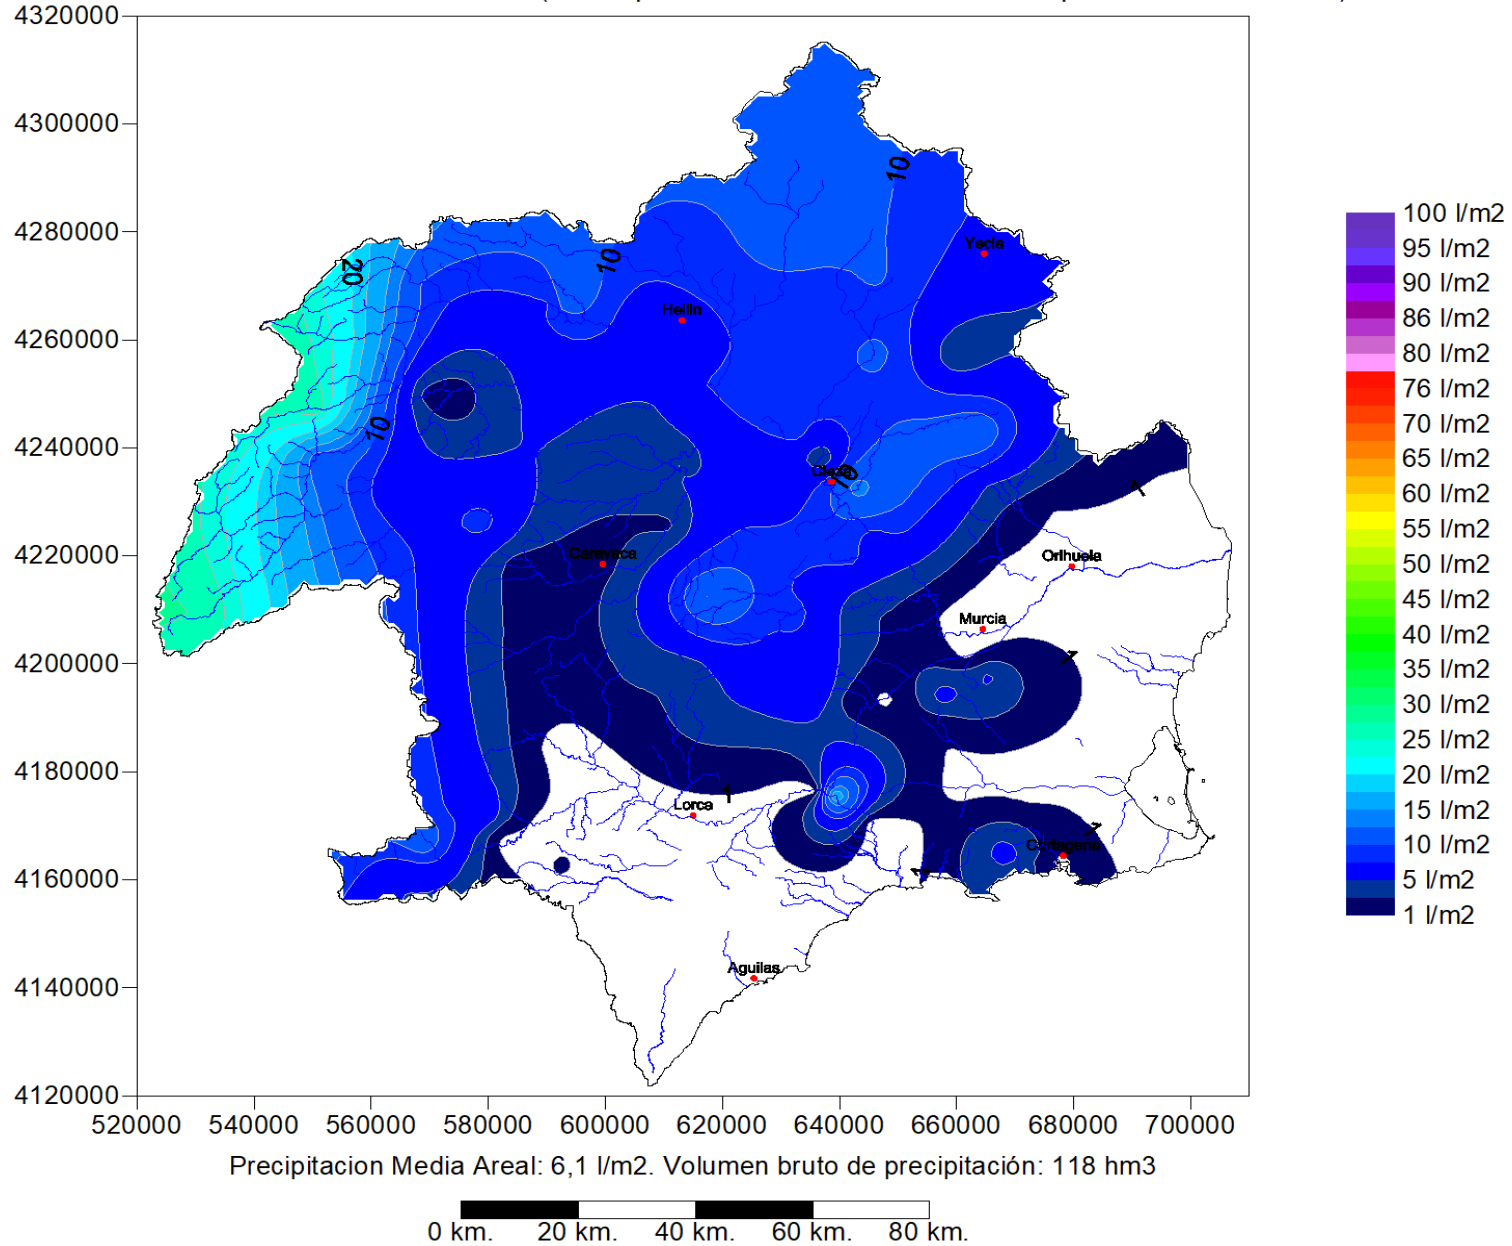 4320000
4300000
4280000
4260000
4240000
4220000
4200000
4180000
4160000
4140000
4120000
520000 540000 560000 580000 600000 620000 640000 660000 680000 700000
10
20
10
10
10
1
1
1
1
1
Yecla
Hellin
Cieza
Caravaca
Orihuela
Murcia
Lorca
Cartagena
Aguilas
100 l/m2
95 l/m2
90 l/m2
86 l/m2
80 l/m2
76 l/m2
70 l/m2
65 l/m2
60 l/m2
55 l/m2
50 l/m2
45 l/m2
40 l/m2
35 l/m2
30 l/m2
25 l/m2
20 l/m2
15 l/m2
10 l/m2
5 l/m2
1 l/m2
Precipitacion Media Areal: 6,1 l/m2. Volumen bruto de precipitación: 118 hm3
0 km. 20 km. 40 km. 60 km. 80 km.